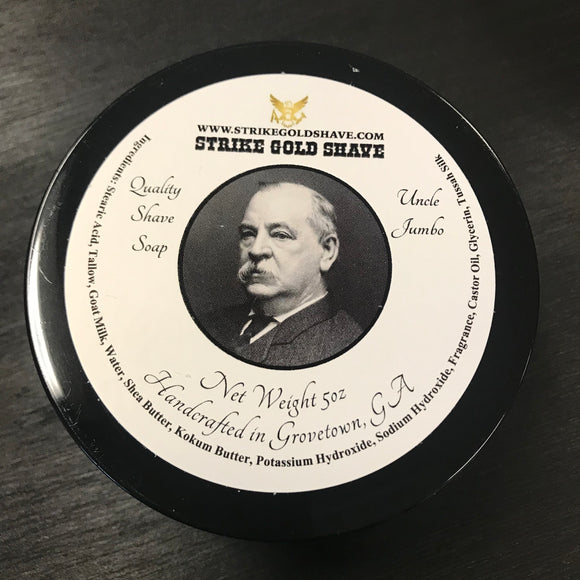 WWW.STRIKEGOLDSHAVE.COM
STRIKE GOLD SHAVE
Quality
Shave
Soap
Uncle
Jumbo
Net Weight 5oz
Handcrafted in Grovetown, GA
Ingredients: Stearic Acid, Tallow, Goat Milk, Water, Shea Butter, Kokum Butter, Potassium Hydroxide, Sodium Hydroxide, Fragrance, Castor Oil, Glycerin, Tussah Silk